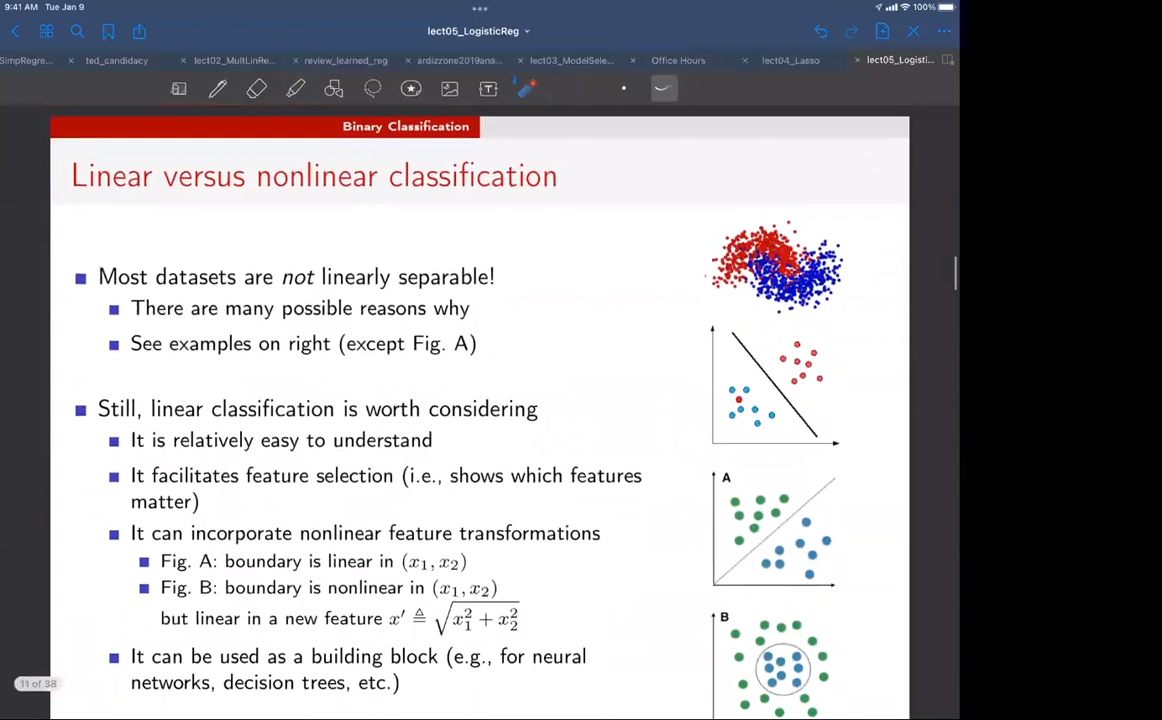 9:41 AM Tue Jan 9
100%
lect05_LogisticReg
SimpRegre...
ted_candidacy
lect02_MultLinRe...
review_learned_reg
ardizzone2019ana...
lect03_ModelSele...
Office Hours
lect04_Lasso
lect05_Logisti...
Binary Classification
Linear versus nonlinear classification
Most datasets are not linearly separable!
There are many possible reasons why
See examples on right (except Fig. A)
Still, linear classification is worth considering
It is relatively easy to understand
It facilitates feature selection (i.e., shows which features
matter)
It can incorporate nonlinear feature transformations
Fig. A: boundary is linear in (x₁, x₂)
Fig. B: boundary is nonlinear in (x₁, x₂)
but linear in a new feature x′ ≜ √(x₁² + x₂²)
It can be used as a building block (e.g., for neural
networks, decision trees, etc.)
A
B
11 of 38